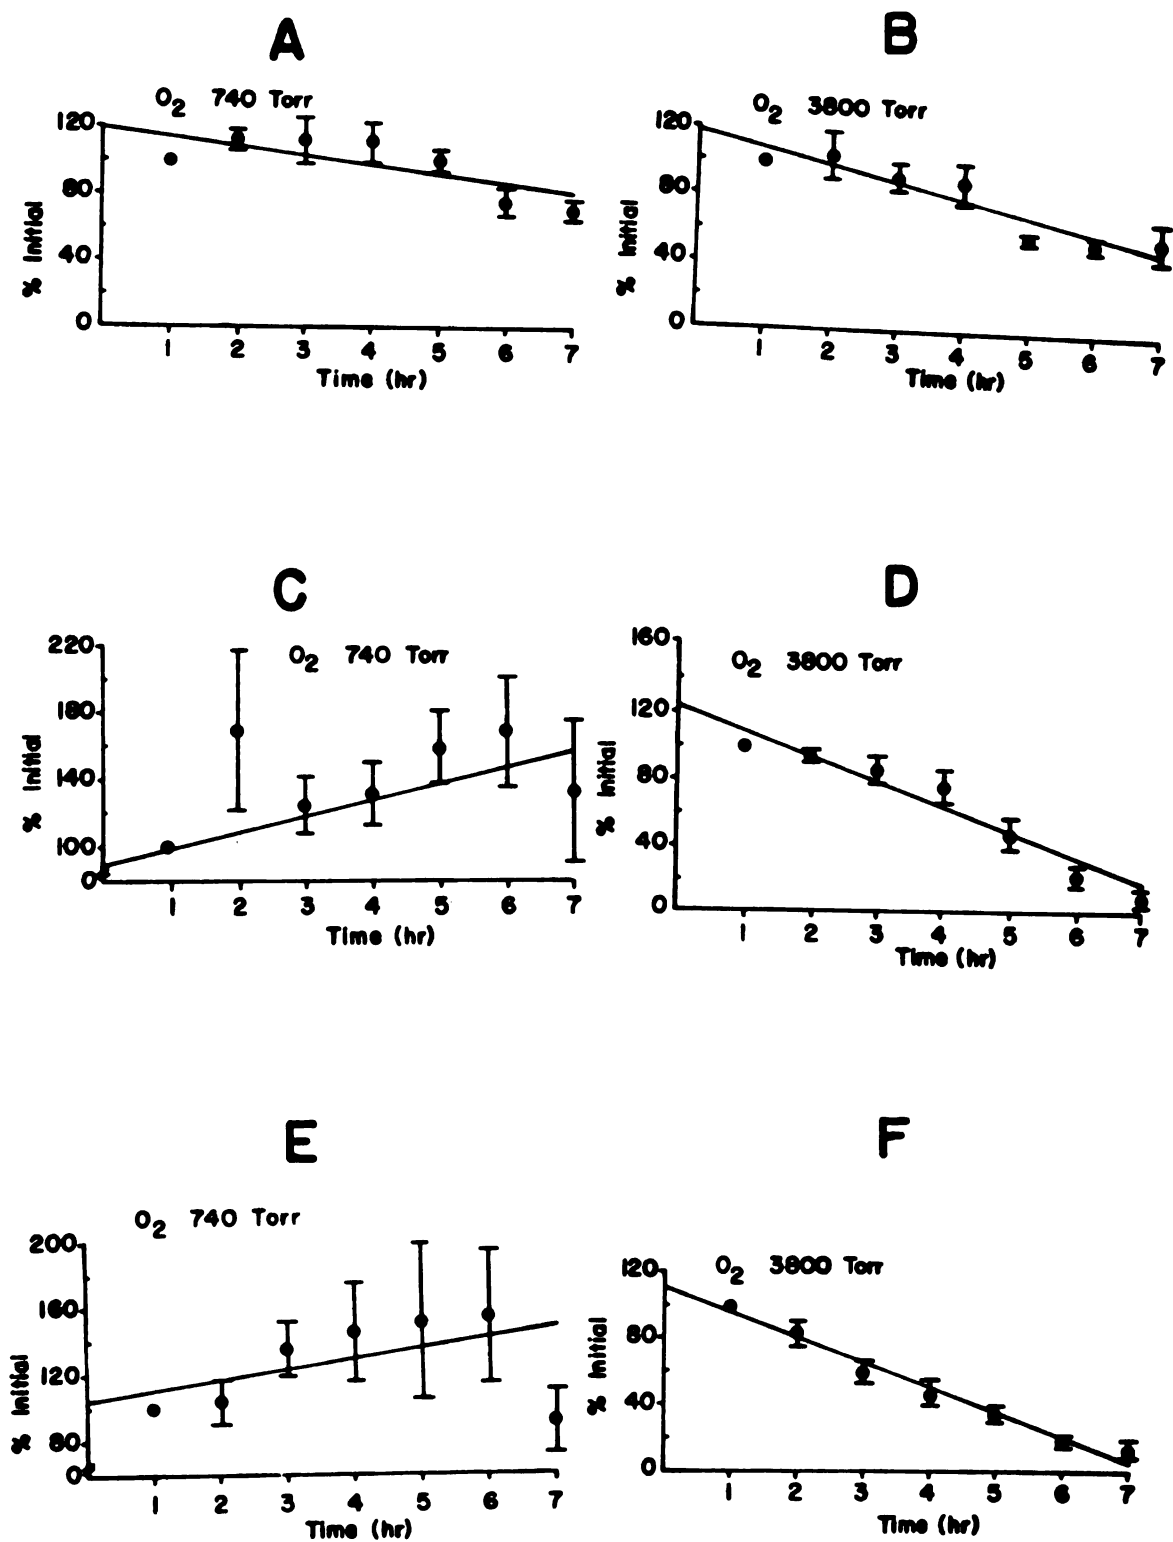 A
O2 740 Torr
120
80
40
0
% Initial
1 2 3 4 5 6 7
Time (hr)
B
O2 3800 Torr
120
80
40
0
% Initial
1 2 3 4 5 6 7
Time (hr)
C
O2 740 Torr
220
180
140
100
0
% Initial
1 2 3 4 5 6 7
Time (hr)
D
O2 3800 Torr
160
120
80
40
0
% Initial
1 2 3 4 5 6 7
Time (hr)
E
O2 740 Torr
200
160
120
80
0
% Initial
1 2 3 4 5 6 7
Time (hr)
F
O2 3800 Torr
120
80
40
0
% Initial
1 2 3 4 5 6 7
Time (hr)